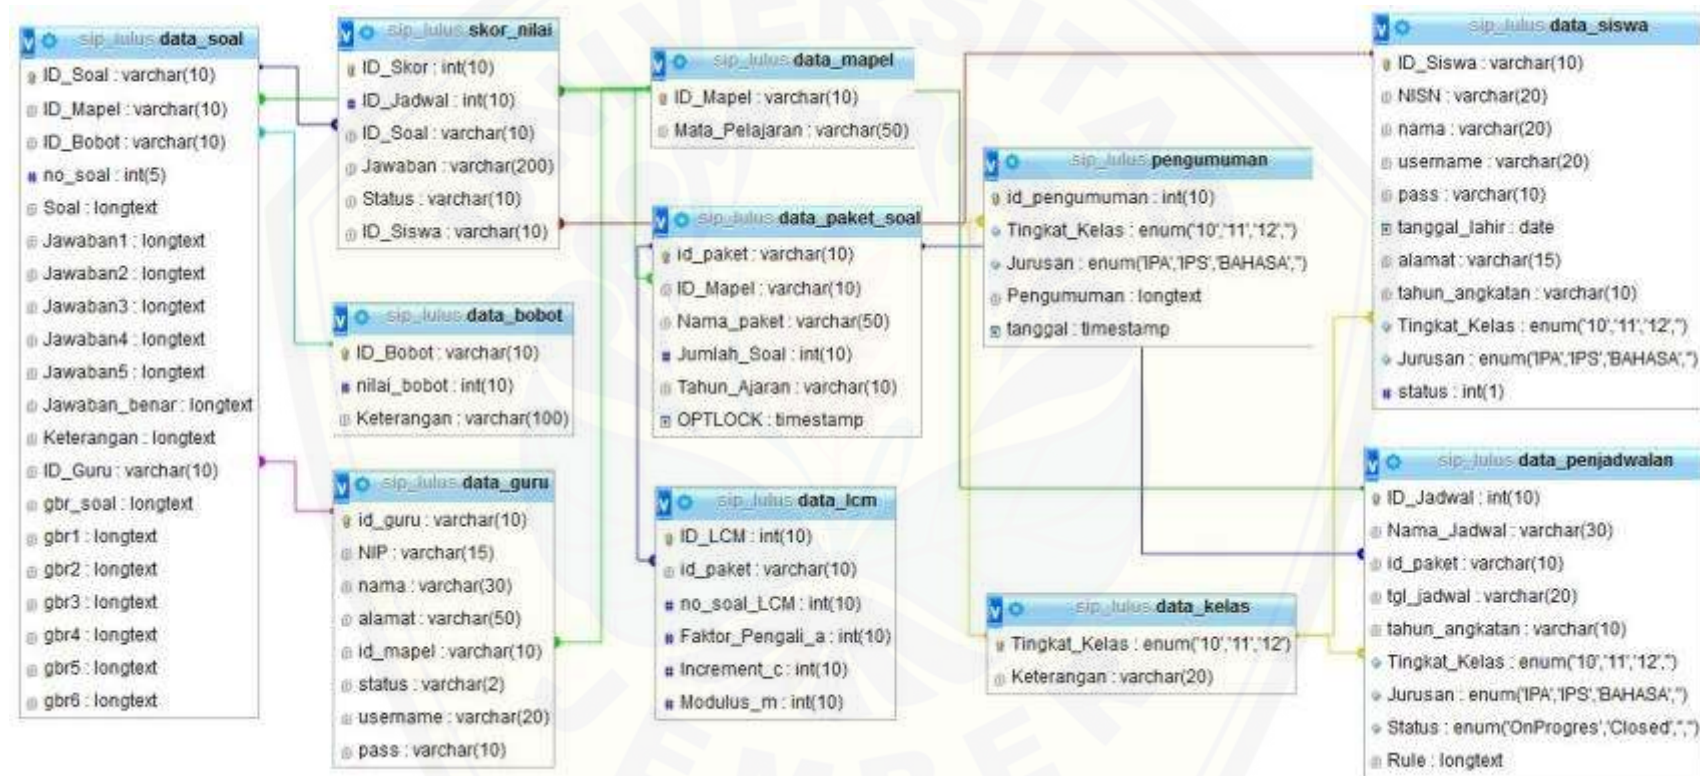 sip_lulus data_soal
ID_Soal : varchar(10)
ID_Mapel : varchar(10)
ID_Bobot : varchar(10)
no_soal : int(5)
Soal : longtext
Jawaban1 : longtext
Jawaban2 : longtext
Jawaban3 : longtext
Jawaban4 : longtext
Jawaban5 : longtext
Jawaban_benar : longtext
Keterangan : longtext
ID_Guru : varchar(10)
gbr_soal : longtext
gbr1 : longtext
gbr2 : longtext
gbr3 : longtext
gbr4 : longtext
gbr5 : longtext
gbr6 : longtext
sip_lulus skor_nilai
ID_Skor : int(10)
ID_Jadwal : int(10)
ID_Soal : varchar(10)
Jawaban : varchar(200)
Status : varchar(10)
ID_Siswa : varchar(10)
sip_lulus data_bobot
ID_Bobot : varchar(10)
nilai_bobot : int(10)
Keterangan : varchar(100)
sip_lulus data_guru
id_guru : varchar(10)
NIP : varchar(15)
nama : varchar(30)
alamat : varchar(50)
id_mapel : varchar(10)
status : varchar(2)
username : varchar(20)
pass : varchar(10)
sip_lulus data_mapel
ID_Mapel : varchar(10)
Mata_Pelajaran : varchar(50)
sip_lulus data_paket_soal
id_paket : varchar(10)
ID_Mapel : varchar(10)
Nama_paket : varchar(50)
Jumlah_Soal : int(10)
Tahun_Ajaran : varchar(10)
OPTLOCK : timestamp
sip_lulus data_lcm
ID_LCM : int(10)
id_paket : varchar(10)
no_soal_LCM : int(10)
Faktor_Pengali_a : int(10)
Increment_c : int(10)
Modulus_m : int(10)
sip_lulus pengumuman
id_pengumuman : int(10)
Tingkat_Kelas : enum('10','11','12','')
Jurusan : enum('IPA','IPS','BAHASA','')
Pengumuman : longtext
tanggal : timestamp
sip_lulus data_kelas
Tingkat_Kelas : enum('10','11','12')
Keterangan : varchar(20)
sip_lulus data_siswa
ID_Siswa : varchar(10)
NISN : varchar(20)
nama : varchar(20)
username : varchar(20)
pass : varchar(10)
tanggal_lahir : date
alamat : varchar(15)
tahun_angkatan : varchar(10)
Tingkat_Kelas : enum('10','11','12','')
Jurusan : enum('IPA','IPS','BAHASA','')
status : int(1)
sip_lulus data_penjadwalan
ID_Jadwal : int(10)
Nama_Jadwal : varchar(30)
id_paket : varchar(10)
tgl_jadwal : varchar(20)
tahun_angkatan : varchar(10)
Tingkat_Kelas : enum('10','11','12','')
Jurusan : enum('IPA','IPS','BAHASA','')
Status : enum('OnProgres','Closed','','')
Rule : longtext